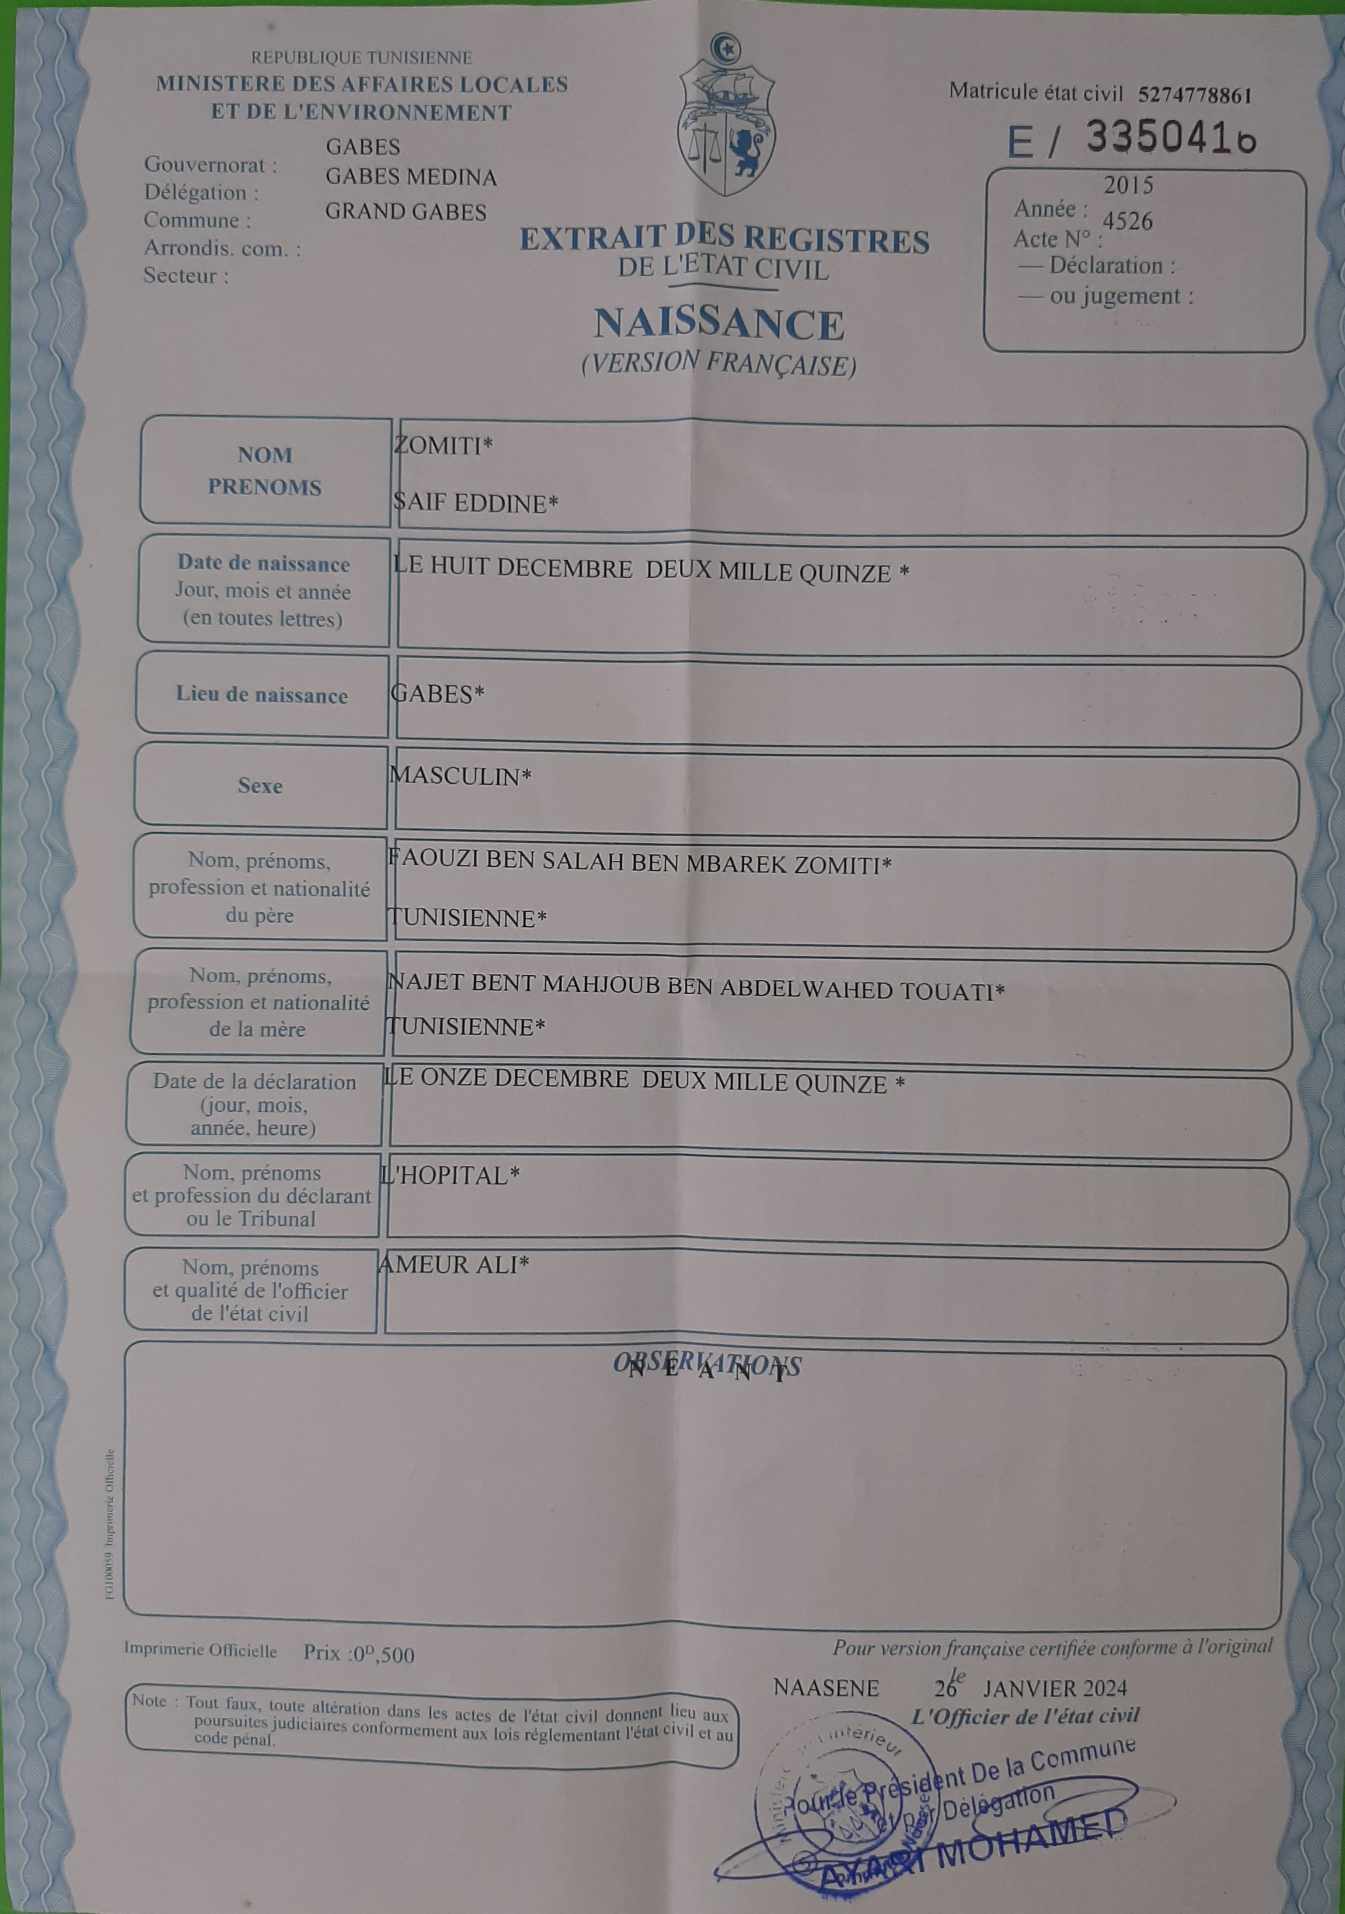 REPUBLIQUE TUNISIENNE
MINISTERE DES AFFAIRES LOCALES
ET DE L'ENVIRONNEMENT
Gouvernorat : GABES
Délégation : GABES MEDINA
Commune : GRAND GABES
Arrondis. com. :
Secteur :
Matricule état civil 5274778861
E / 3350416
Année : 2015
Acte N° : 4526
— Déclaration :
— ou jugement :
EXTRAIT DES REGISTRES
DE L'ETAT CIVIL
NAISSANCE
(VERSION FRANÇAISE)
NOM
PRENOMS
ZOMITI*
SAIF EDDINE*
Date de naissance
Jour, mois et année
(en toutes lettres)
LE HUIT DECEMBRE DEUX MILLE QUINZE *
Lieu de naissance
GABES*
Sexe
MASCULIN*
Nom, prénoms,
profession et nationalité
du père
FAOUZI BEN SALAH BEN MBAREK ZOMITI*
TUNISIENNE*
Nom, prénoms,
profession et nationalité
de la mère
NAJET BENT MAHJOUB BEN ABDELWAHED TOUATI*
TUNISIENNE*
Date de la déclaration
(jour, mois,
année, heure)
LE ONZE DECEMBRE DEUX MILLE QUINZE *
Nom, prénoms
et profession du déclarant
ou le Tribunal
L'HOPITAL*
Nom, prénoms
et qualité de l'officier
de l'état civil
AMEUR ALI*
OBSERVATIONS
N E A N T
FG100059 Imprimerie Officielle
Imprimerie Officielle Prix :0ᴰ,500
Pour version française certifiée conforme à l'original
NAASENE le 26 JANVIER 2024
L'Officier de l'état civil
Note : Tout faux, toute altération dans les actes de l'état civil donnent lieu aux
poursuites judiciaires conformement aux lois réglementant l'état civil et au
code pénal.
Pour le Président De la Commune
et par Délégation
AYARI MOHAMED